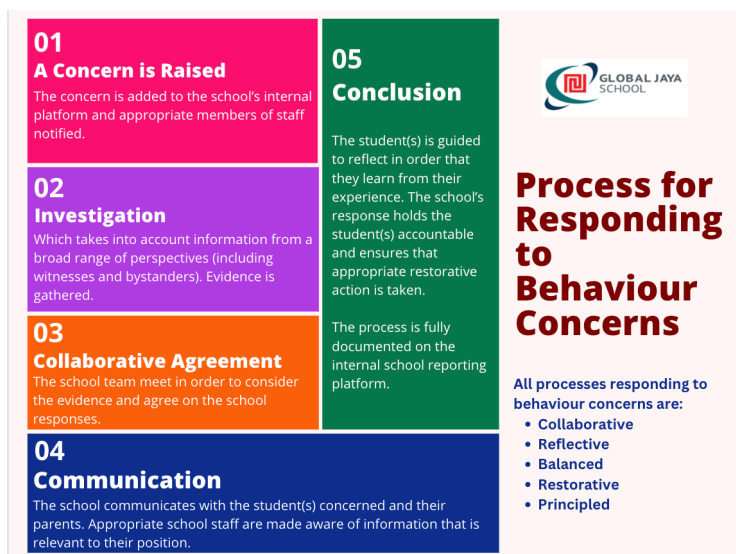 01
A Concern is Raised
The concern is added to the school's internal
platform and appropriate members of staff
notified.
02
Investigation
Which takes into account information from a
broad range of perspectives (including
witnesses and bystanders). Evidence is
gathered.
03
Collaborative Agreement
The school team meet in order to consider
the evidence and agree on the school
responses.
04
Communication
The school communicates with the student(s) concerned and their
parents. Appropriate school staff are made aware of information that is
relevant to their position.
05
Conclusion
The student(s) is guided
to reflect in order that
they learn from their
experience. The school's
response holds the
student(s) accountable
and ensures that
appropriate restorative
action is taken.
The process is fully
documented on the
internal school reporting
platform.
GLOBAL JAYA
SCHOOL
Process for
Responding
to
Behaviour
Concerns
All processes responding to
behaviour concerns are:
• Collaborative
• Reflective
• Balanced
• Restorative
• Principled